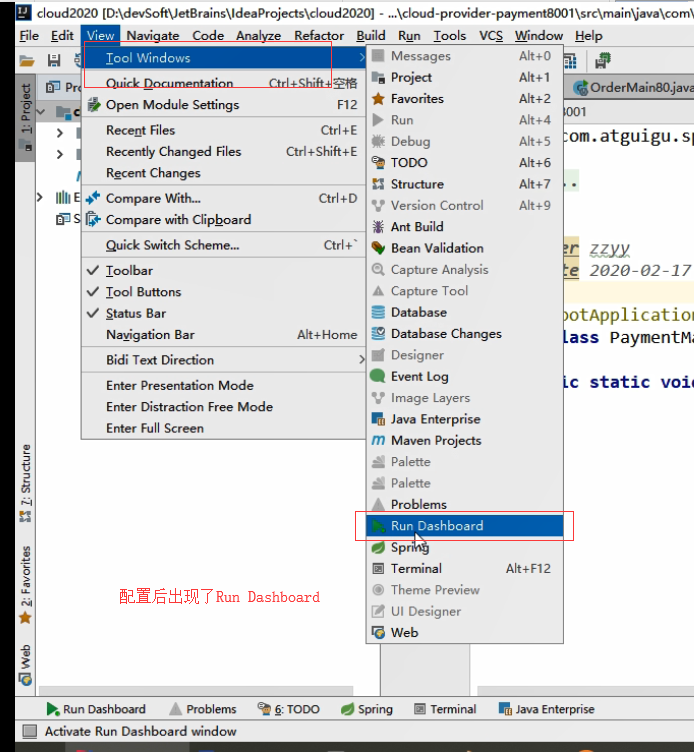 cloud2020 [D:\devSoft\JetBrains\IdeaProjects\cloud2020] - ...\cloud-provider-payment8001\src\main\java\com\
File Edit View Navigate Code Analyze Refactor Build Run Tools VCS Window Help
Tool Windows
Quick Documentation Ctrl+Shift+空格
Open Module Settings F12
Recent Files Ctrl+E
Recently Changed Files Ctrl+Shift+E
Recent Changes
Compare With... Ctrl+D
Compare with Clipboard
Quick Switch Scheme... Ctrl+`
Toolbar
Tool Buttons
Status Bar
Navigation Bar Alt+Home
Bidi Text Direction
Enter Presentation Mode
Enter Distraction Free Mode
Enter Full Screen
Messages Alt+0
Project Alt+1
Favorites Alt+2
Run Alt+4
Debug Alt+5
TODO Alt+6
Structure Alt+7
Version Control Alt+9
Ant Build
Bean Validation
Capture Analysis
Capture Tool
Database
Database Changes
Designer
Event Log
Image Layers
Java Enterprise
Maven Projects
Palette
Palette
Problems
Run Dashboard
Spring
Terminal Alt+F12
Theme Preview
UI Designer
Web
1: Project
7: Structure
2: Favorites
Web
Pr
c
E
S
OrderMain80.java
8001
com.atguigu.sp
..
er zzyy
te 2020-02-17
ootApplication
lass PaymentMa
ic static void
配置后出现了Run Dashboard
Run Dashboard Problems 6: TODO Spring Terminal Java Enterprise
Activate Run Dashboard window